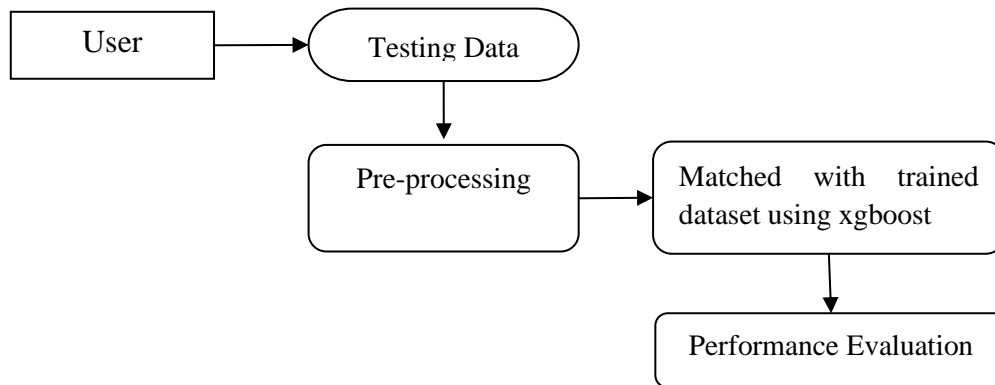 User
Testing Data
Pre-processing
Matched with trained
dataset using xgboost
Performance Evaluation